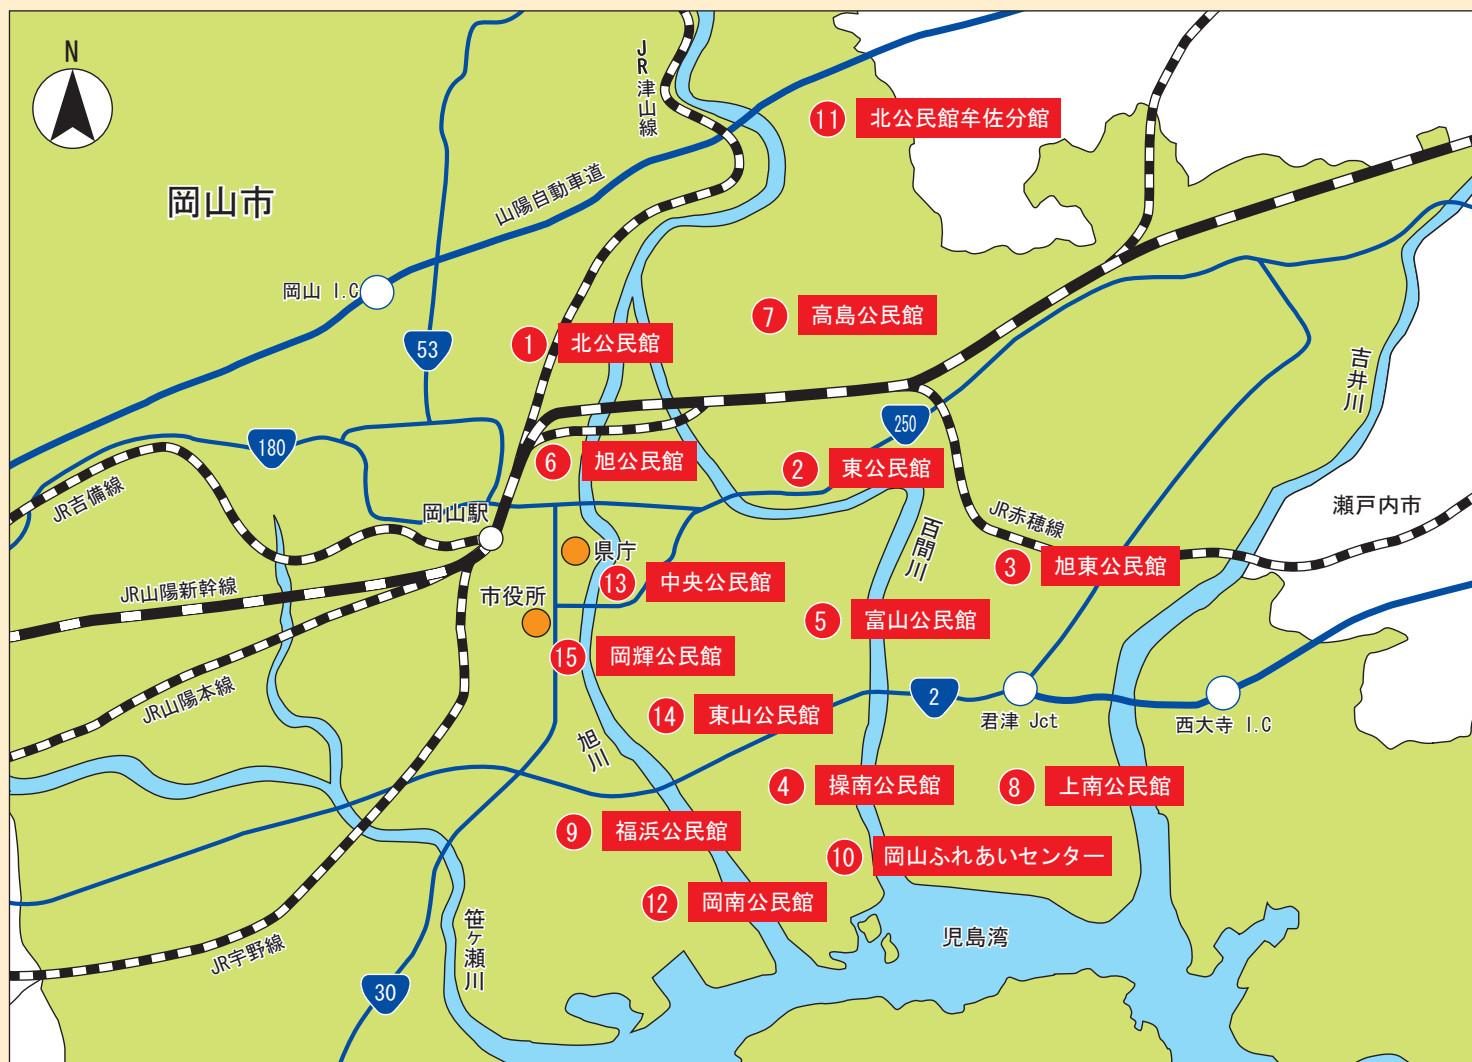 N
JR津山線
11 北公民館牟佐分館
岡山市
山陽自動車道
岡山 I.C
7 高島公民館
1 北公民館
53
吉井川
250
180
6 旭公民館
2 東公民館
JR吉備線
岡山駅
瀬戸内市
JR赤穂線
百間川
県庁
3 旭東公民館
JR山陽新幹線
13 中央公民館
市役所
5 富山公民館
15 岡輝公民館
JR山陽本線
2
14 東山公民館
君津 Jct
西大寺 I.C
旭川
4 操南公民館
8 上南公民館
9 福浜公民館
10 岡山ふれあいセンター
12 岡南公民館
児島湾
笹ヶ瀬川
JR宇野線
30